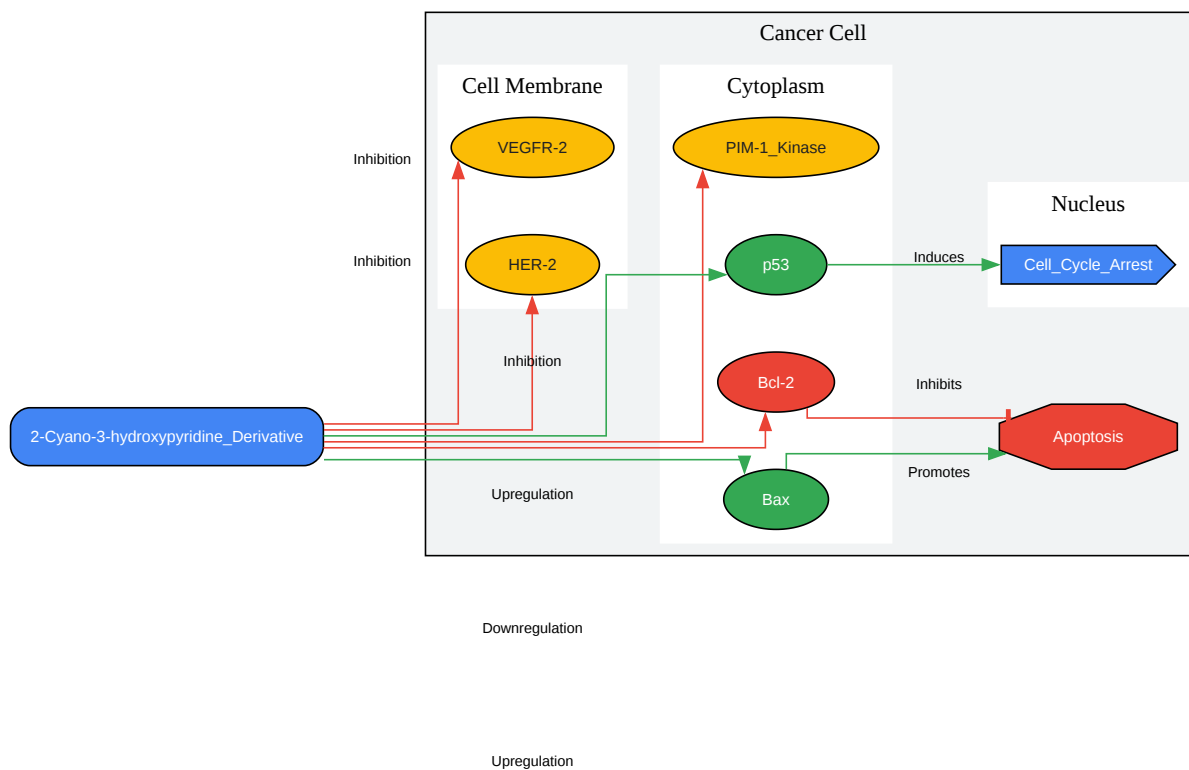 Cancer Cell
Cell Membrane
Cytoplasm
VEGFR-2
PIM-1_Kinase
Inhibition
Nucleus
Inhibition
HER-2
p53
Induces
Cell_Cycle_Arrest
Inhibition
Bcl-2
Inhibits
2-Cyano-3-hydroxypyridine_Derivative
Apoptosis
Promotes
Upregulation
Bax
Downregulation
Upregulation